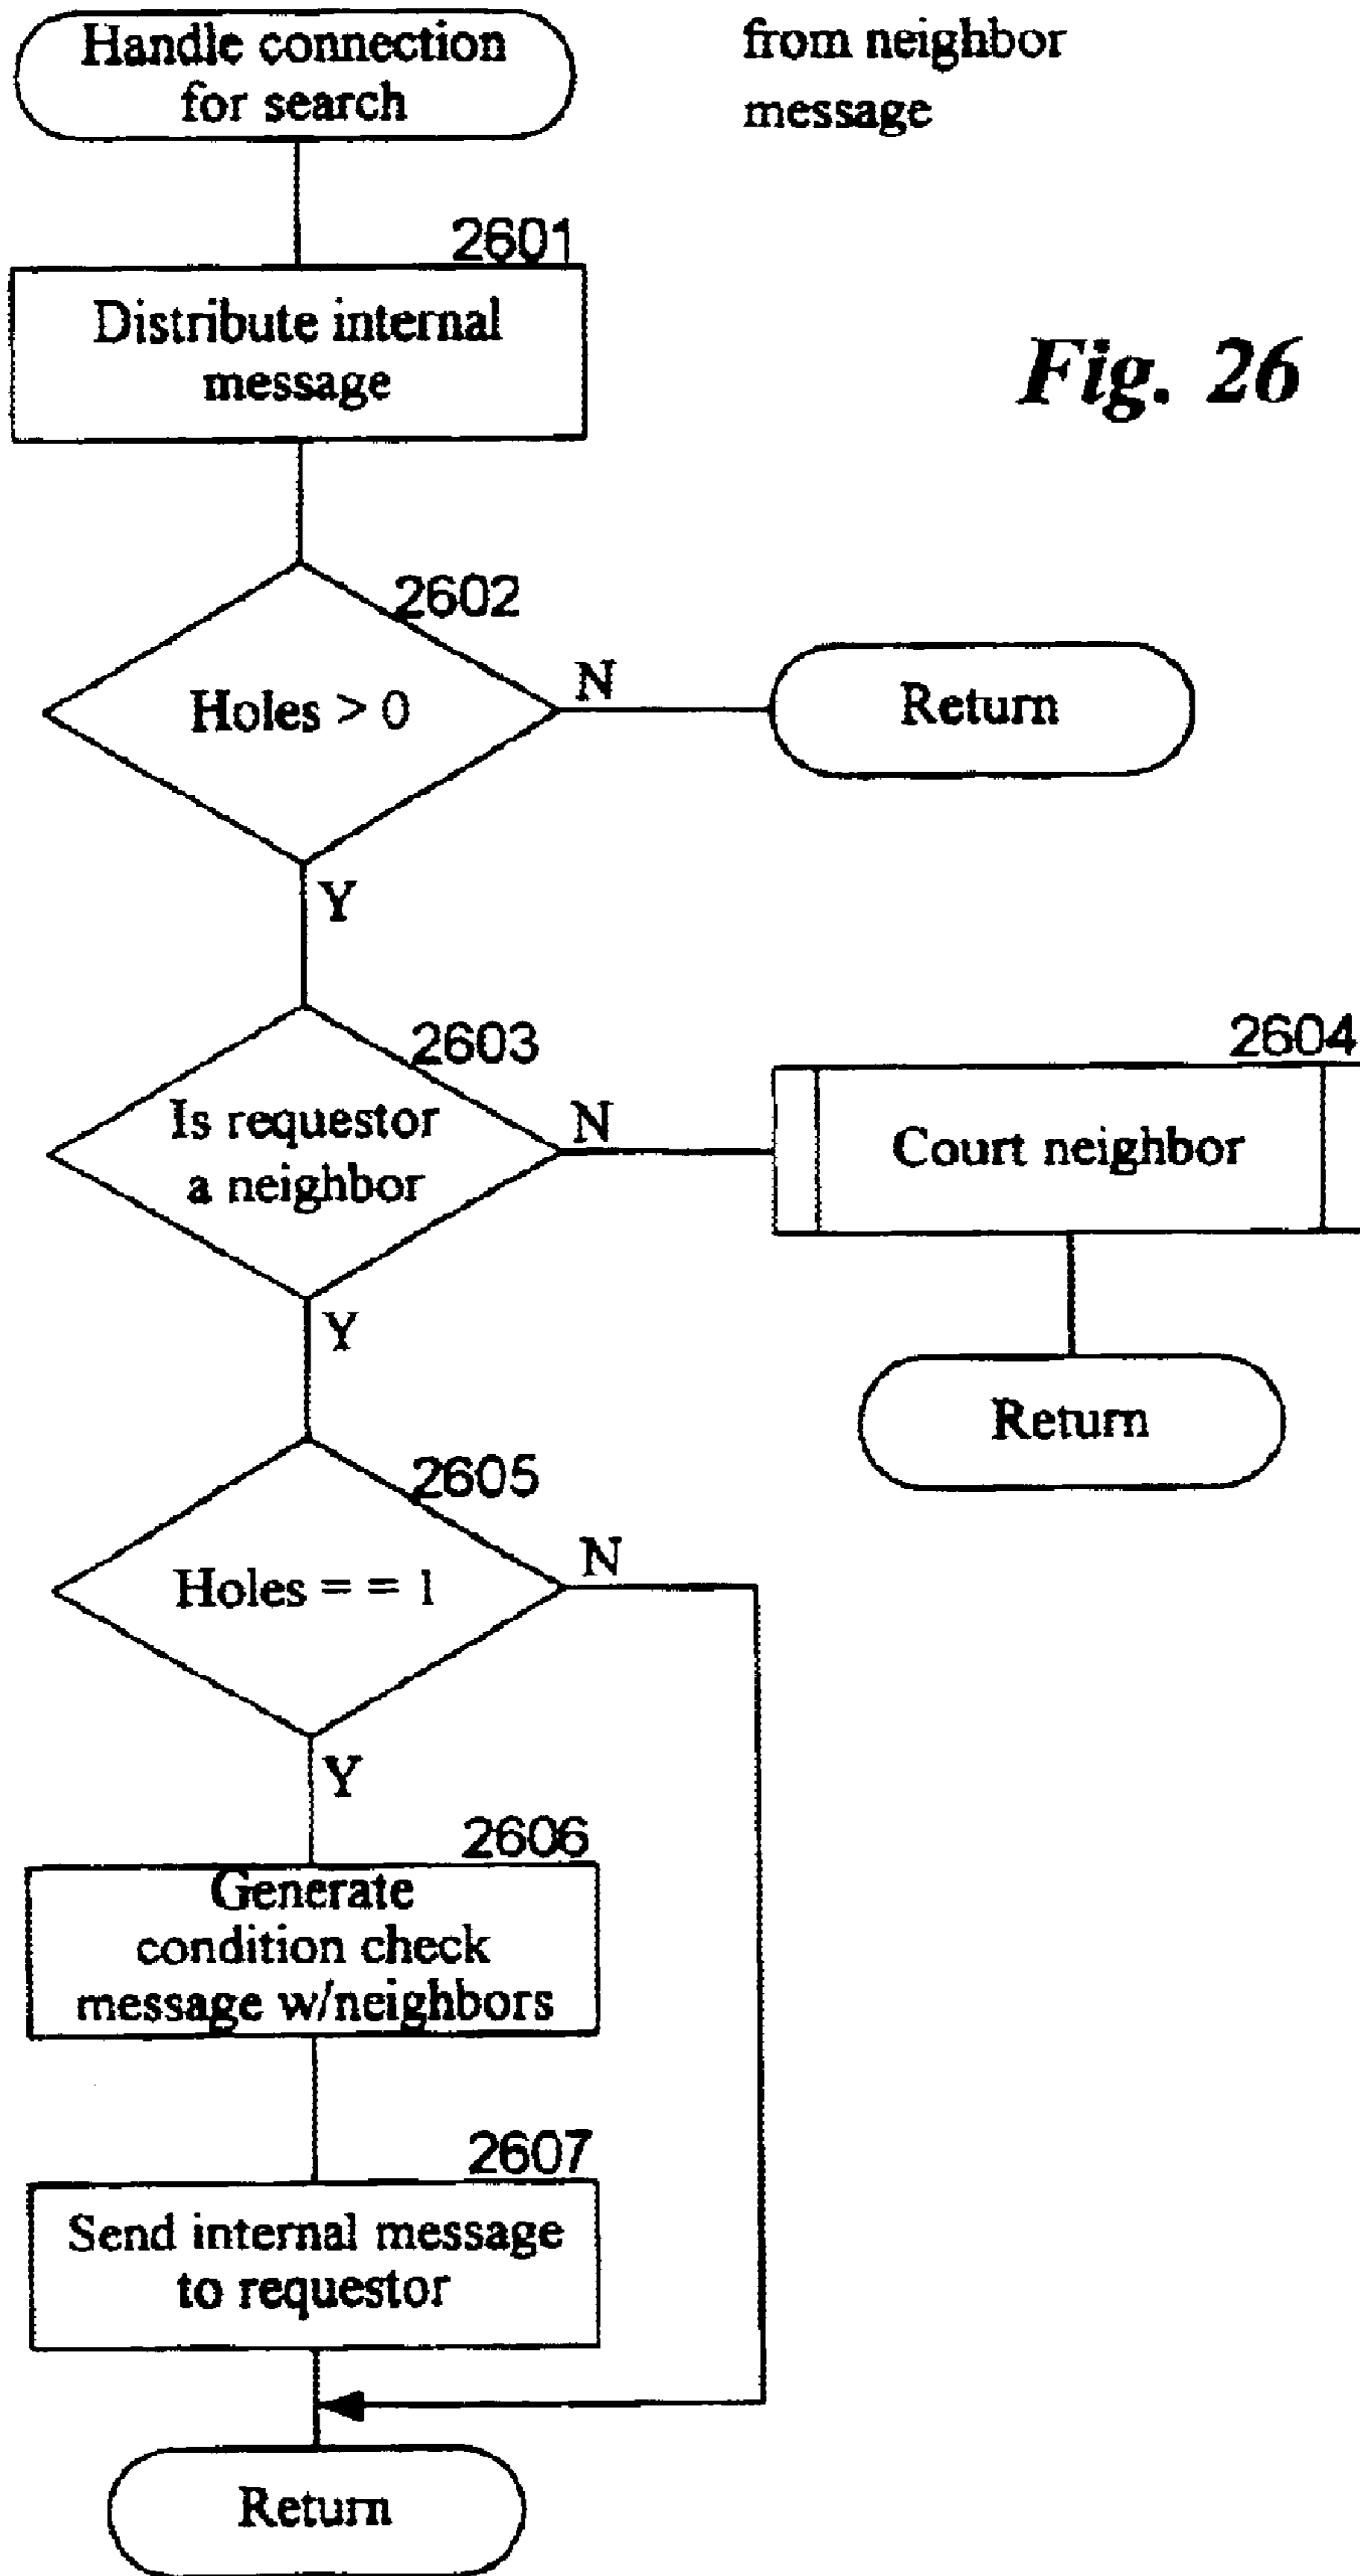 Handle connection
for search
from neighbor
message
2601
Distribute internal
message
Fig. 26
2602
Holes > 0
N
Return
Y
2603
Is requestor
a neighbor
N
2604
Court neighbor
Y
Return
2605
Holes = = 1
N
Y
2606
Generate
condition check
message w/neighbors
2607
Send internal message
to requestor
Return